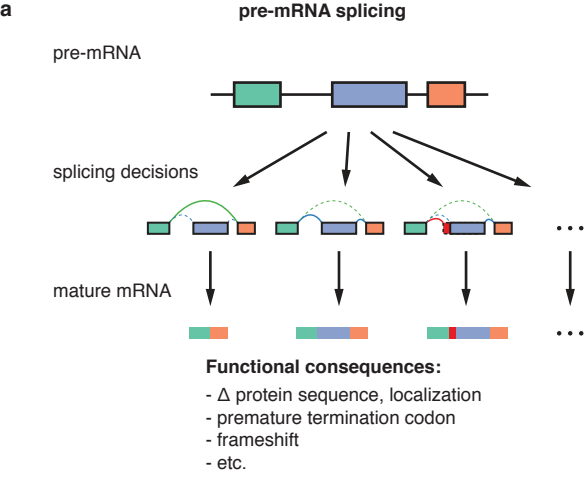 a
pre-mRNA splicing
pre-mRNA
splicing decisions
...
mature mRNA
...
Functional consequences:
- Δ protein sequence, localization
- premature termination codon
- frameshift
- etc.